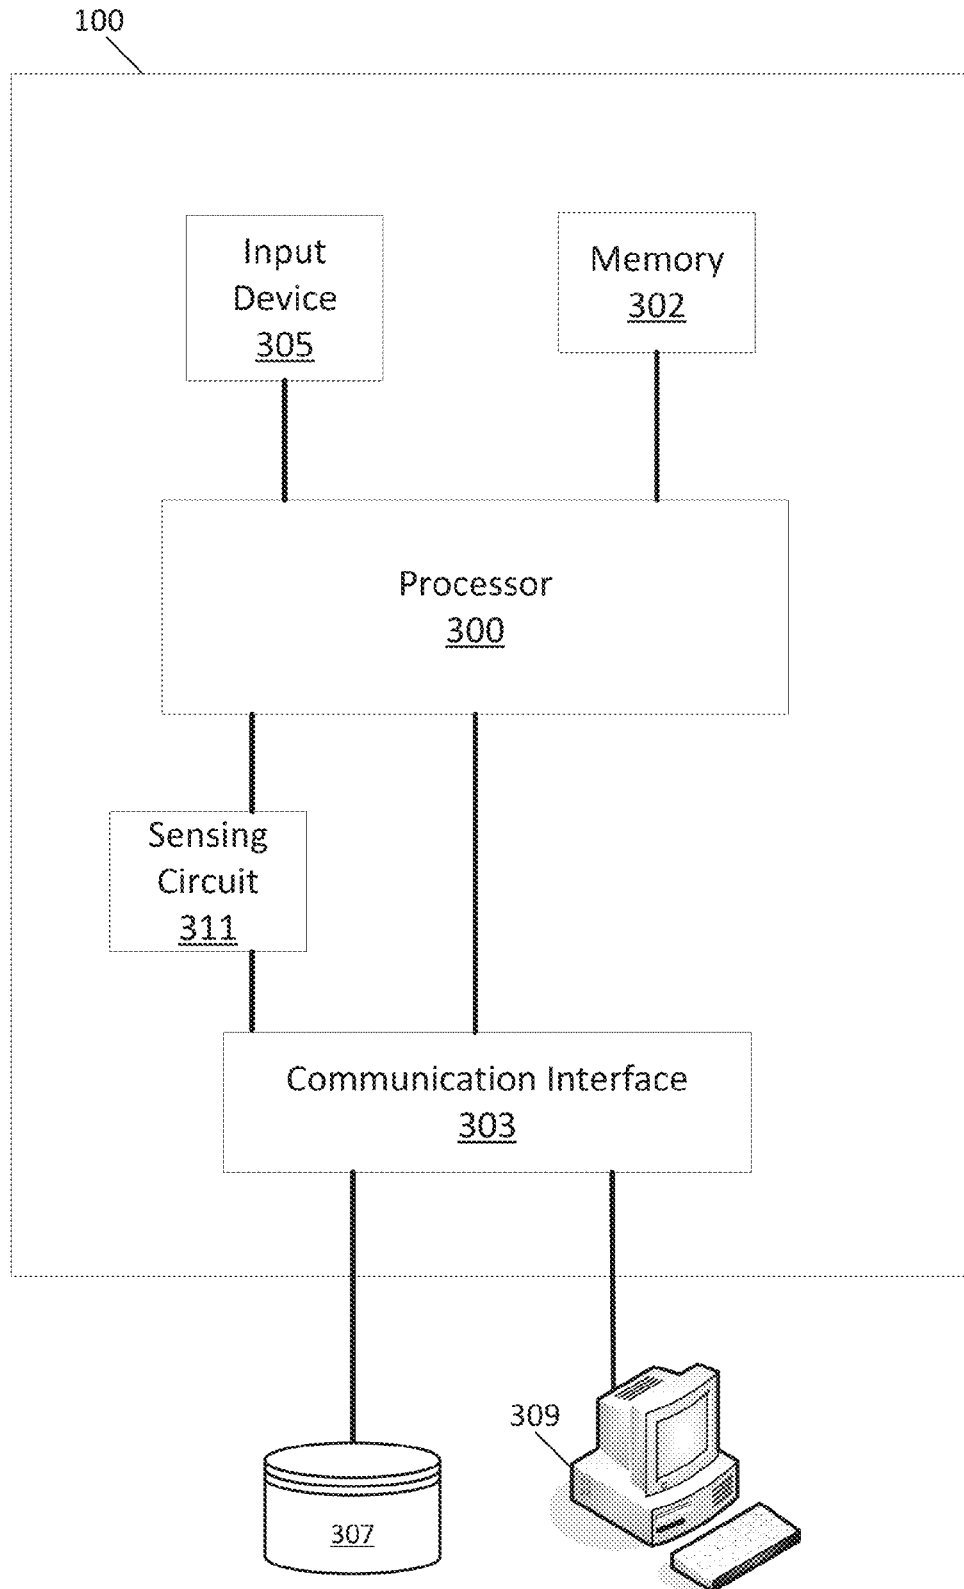 100
Input
Device
305
Memory
302
Processor
300
Sensing
Circuit
311
Communication Interface
303
309
307